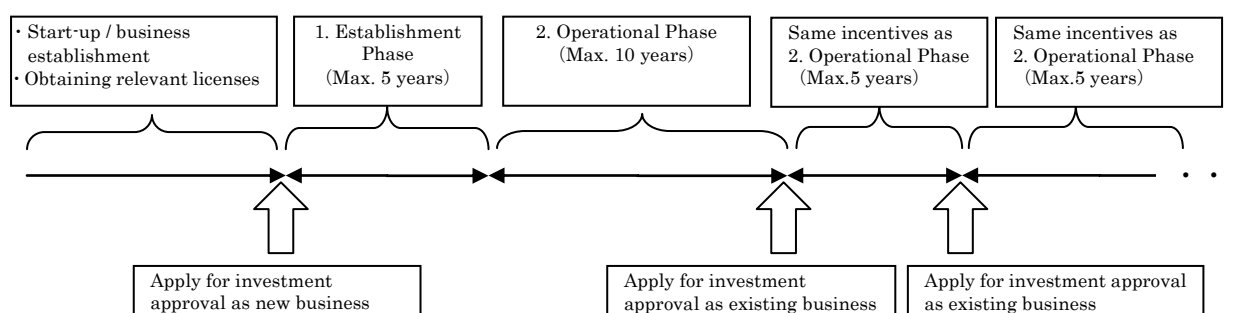 ・Start-up / business
establishment
・Obtaining relevant licenses
1. Establishment
Phase
(Max. 5 years)
2. Operational Phase
(Max. 10 years)
Same incentives as
2. Operational Phase
(Max.5 years)
Same incentives as
2. Operational Phase
(Max.5 years)
・・
Apply for investment
approval as new business
Apply for investment
approval as existing business
Apply for investment approval
as existing business